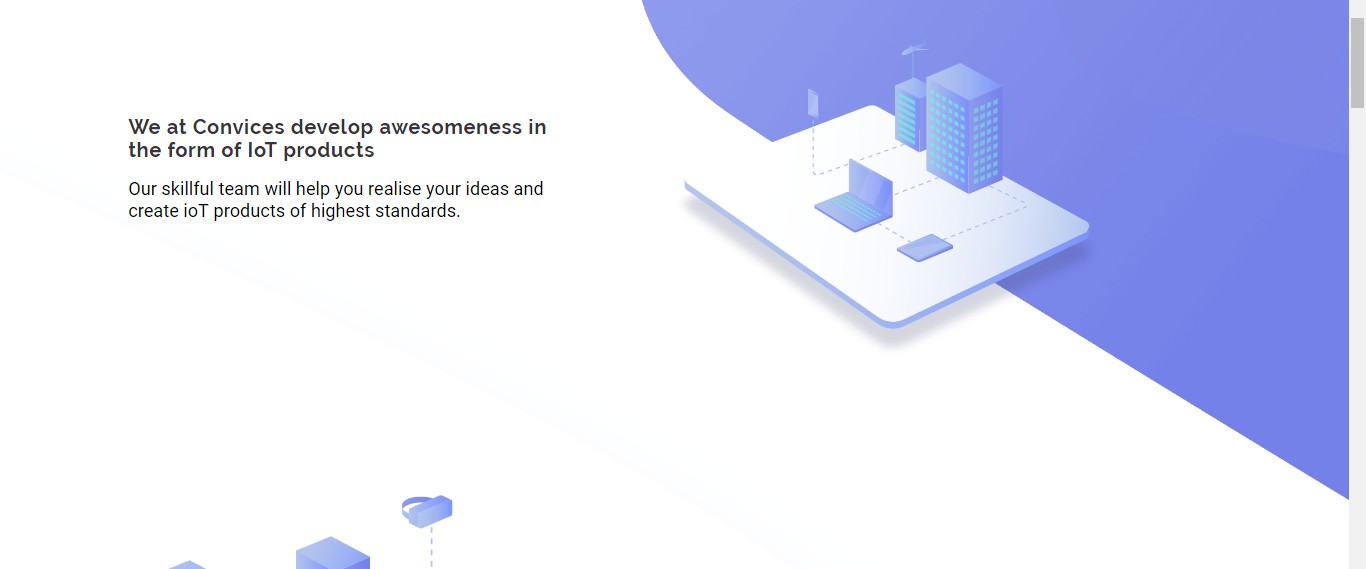 We at Convices develop awesomeness in
the form of IoT products
Our skillful team will help you realise your ideas and
create ioT products of highest standards.